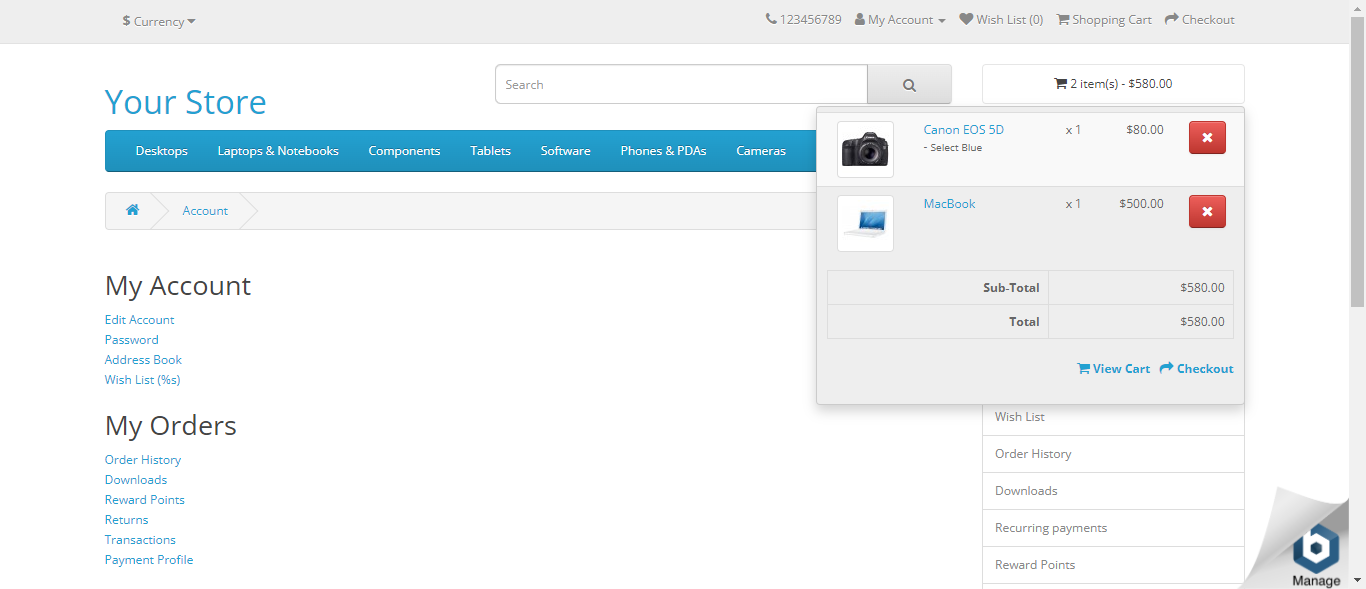 $ Currency
123456789 My Account Wish List (0) Shopping Cart Checkout
Your Store
Search
2 item(s) - $580.00
Desktops Laptops & Notebooks Components Tablets Software Phones & PDAs Cameras
Canon EOS 5D x 1 $80.00
- Select Blue
MacBook x 1 $500.00
Sub-Total $580.00
Total $580.00
View Cart Checkout
Account
My Account
Edit Account
Password
Address Book
Wish List (%s)
My Orders
Order History
Downloads
Reward Points
Returns
Transactions
Payment Profile
Wish List
Order History
Downloads
Recurring payments
Reward Points
b
Manage